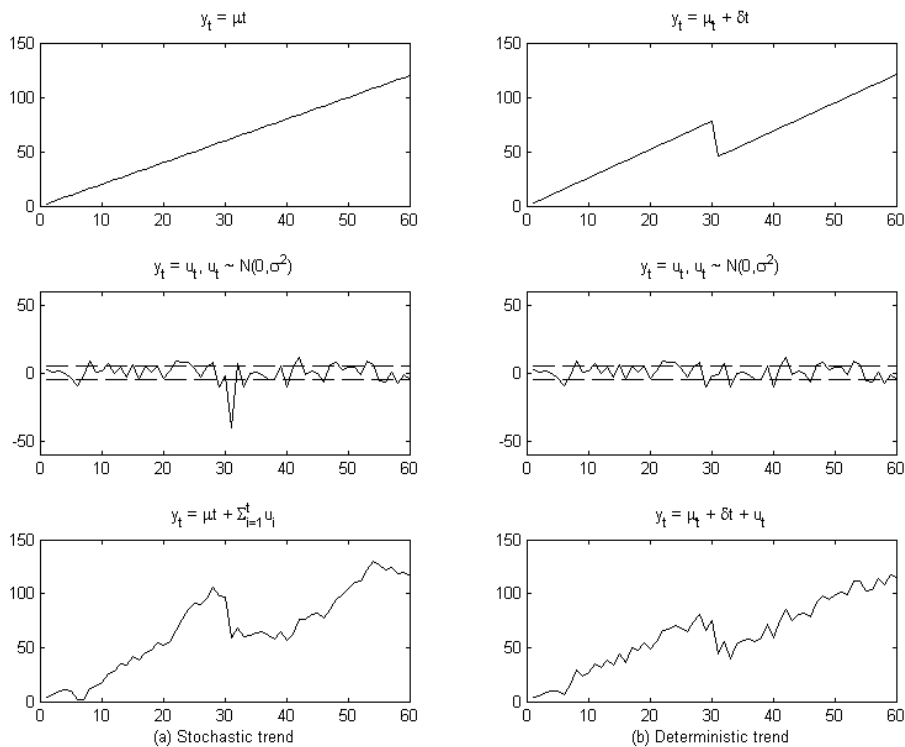 y_t = μt
150
100
50
0
0 10 20 30 40 50 60
y_t = μ_t + δt
150
100
50
0
0 10 20 30 40 50 60
y_t = u_t, u_t ~ N(0,σ²)
50
0
-50
0 10 20 30 40 50 60
y_t = u_t, u_t ~ N(0,σ²)
50
0
-50
0 10 20 30 40 50 60
y_t = μt + Σ_{i=1}^t u_i
150
100
50
0
0 10 20 30 40 50 60
(a) Stochastic trend
y_t = μ_t + δt + u_t
150
100
50
0
0 10 20 30 40 50 60
(b) Deterministic trend